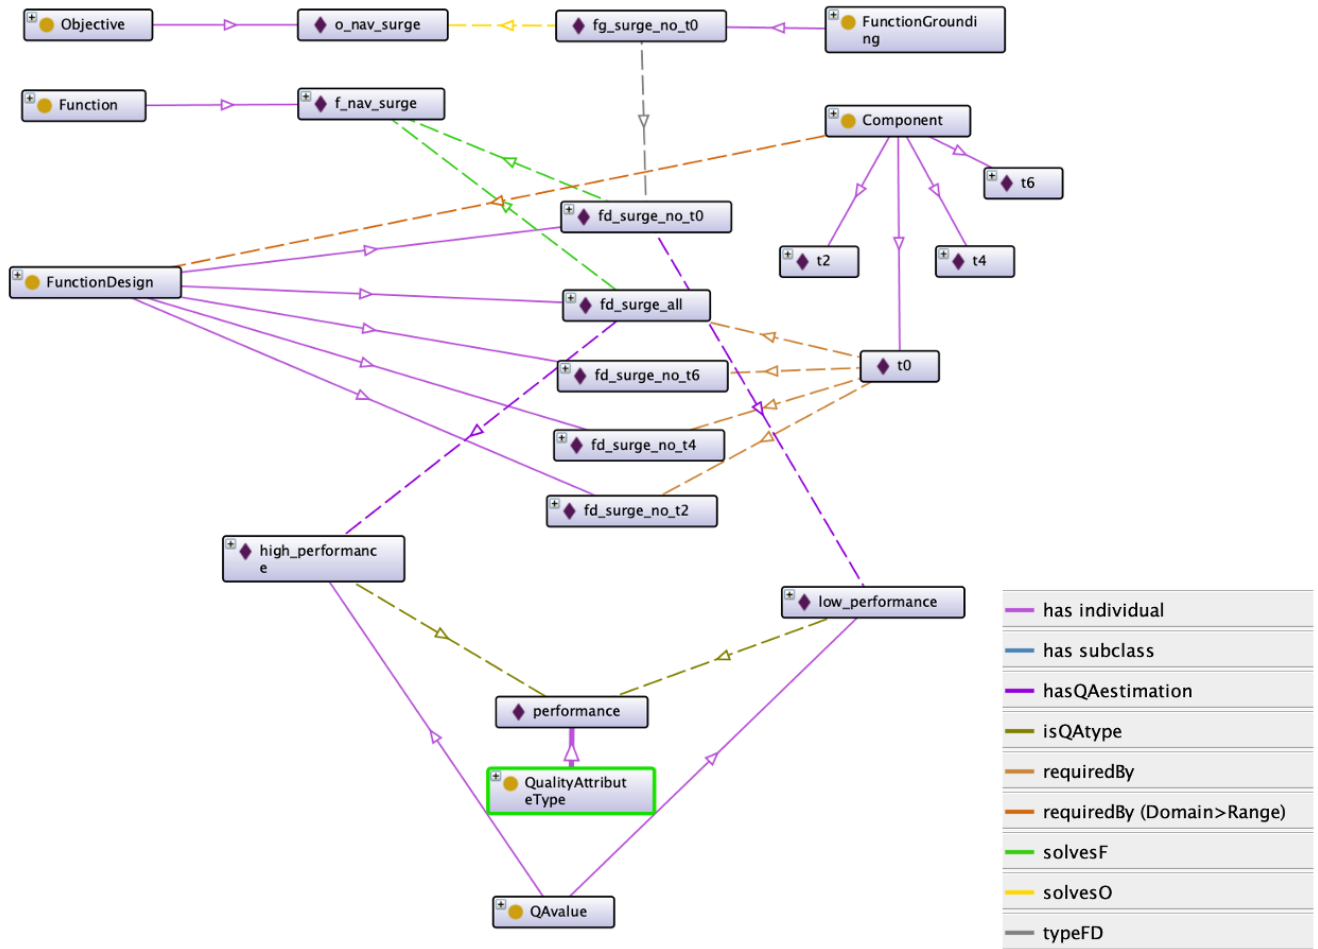 Objective
o_nav_surge
fg_surge_no_t0
FunctionGroundi
ng
Function
f_nav_surge
Component
t6
fd_surge_no_t0
t2
t4
FunctionDesign
fd_surge_all
t0
fd_surge_no_t6
fd_surge_no_t4
fd_surge_no_t2
high_performanc
e
low_performance
performance
QualityAttribut
eType
QAvalue
has individual
has subclass
hasQAestimation
isQAtype
requiredBy
requiredBy (Domain>Range)
solvesF
solvesO
typeFD